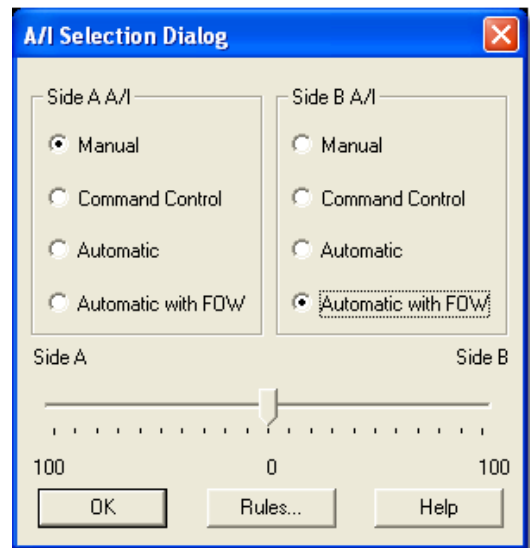 A/I Selection Dialog
Side A A/I
Manual
Command Control
Automatic
Automatic with FOW
Side B A/I
Manual
Command Control
Automatic
Automatic with FOW
Side A Side B
100 0 100
OK Rules... Help